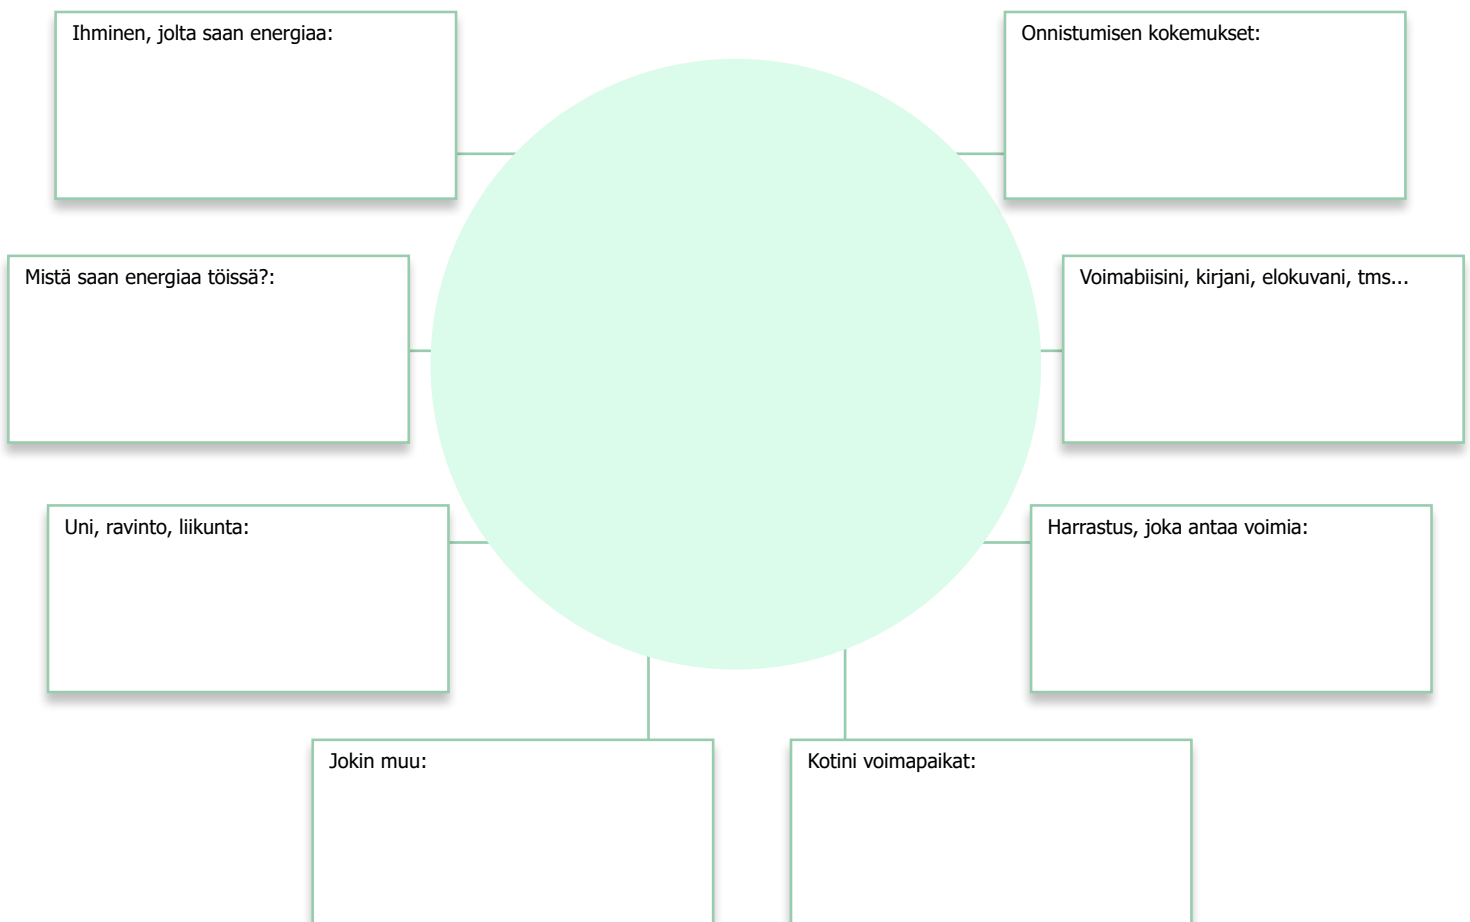 Ihminen, jolta saan energiaa:
Onnistumisen kokemukset:
Mistä saan energiaa töissä?:
Voimabiisini, kirjani, elokuvani, tms...
Uni, ravinto, liikunta:
Harrastus, joka antaa voimia:
Jokin muu:
Kotini voimapaikat: